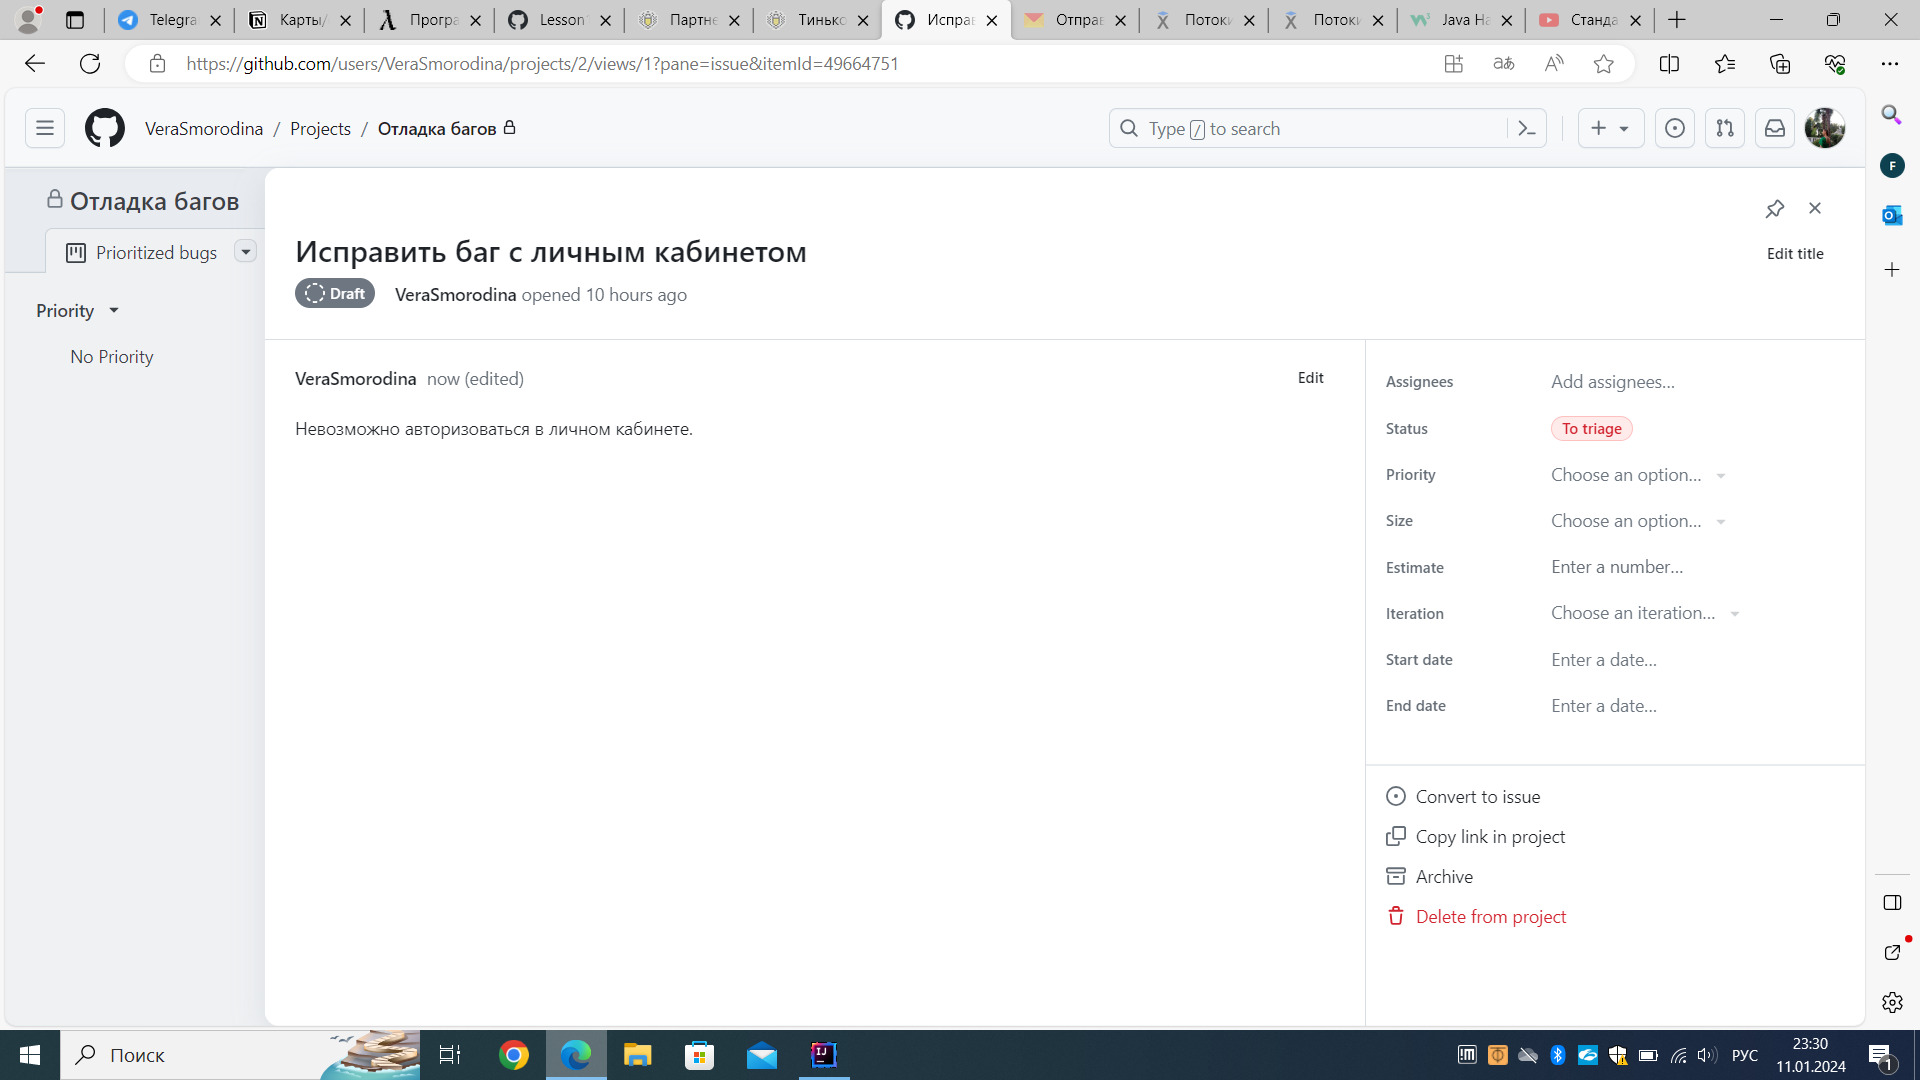 Telegra
Карты/
Програ
Lesson
Партне
Тинько
Исправ
Отправ
Потоки
Потоки
Java Ha
Станда
https://github.com/users/VeraSmorodina/projects/2/views/1?pane=issue&itemId=49664751
VeraSmorodina / Projects / Отладка багов
Type / to search
F
Отладка багов
Prioritized bugs
Priority
No Priority
Исправить баг с личным кабинетом
Edit title
Draft
VeraSmorodina opened 10 hours ago
VeraSmorodina now (edited)
Edit
Невозможно авторизоваться в личном кабинете.
Assignees
Add assignees...
Status
To triage
Priority
Choose an option...
Size
Choose an option...
Estimate
Enter a number...
Iteration
Choose an iteration...
Start date
Enter a date...
End date
Enter a date...
Convert to issue
Copy link in project
Archive
Delete from project
Поиск
РУС
23:30
11.01.2024
1